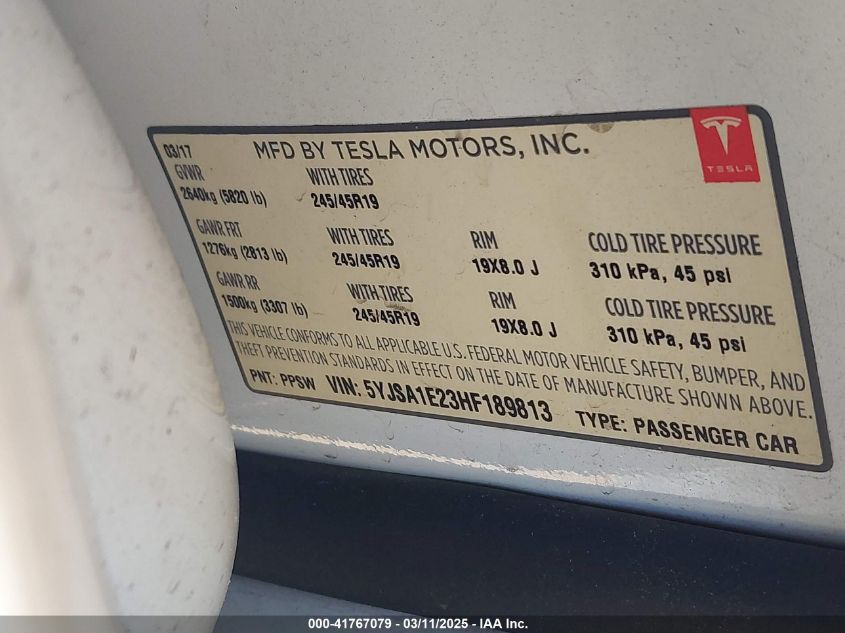 03/17 MFD BY TESLA MOTORS, INC.
TESLA
GVWR WITH TIRES
2640kg (5820 lb) 245/45R19
GAWR FRT WITH TIRES RIM COLD TIRE PRESSURE
1276kg (2813 lb) 245/45R19 19X8.0 J 310 kPa, 45 psi
GAWR RR WITH TIRES RIM COLD TIRE PRESSURE
1500kg (3307 lb) 245/45R19 19X8.0 J 310 kPa, 45 psi
THIS VEHICLE CONFORMS TO ALL APPLICABLE U.S. FEDERAL MOTOR VEHICLE SAFETY, BUMPER, AND
THEFT PREVENTION STANDARDS IN EFFECT ON THE DATE OF MANUFACTURE SHOWN ABOVE.
PNT: PPSW VIN: 5YJSA1E23HF189813 TYPE: PASSENGER CAR
000-41767079 - 03/11/2025 - IAA Inc.